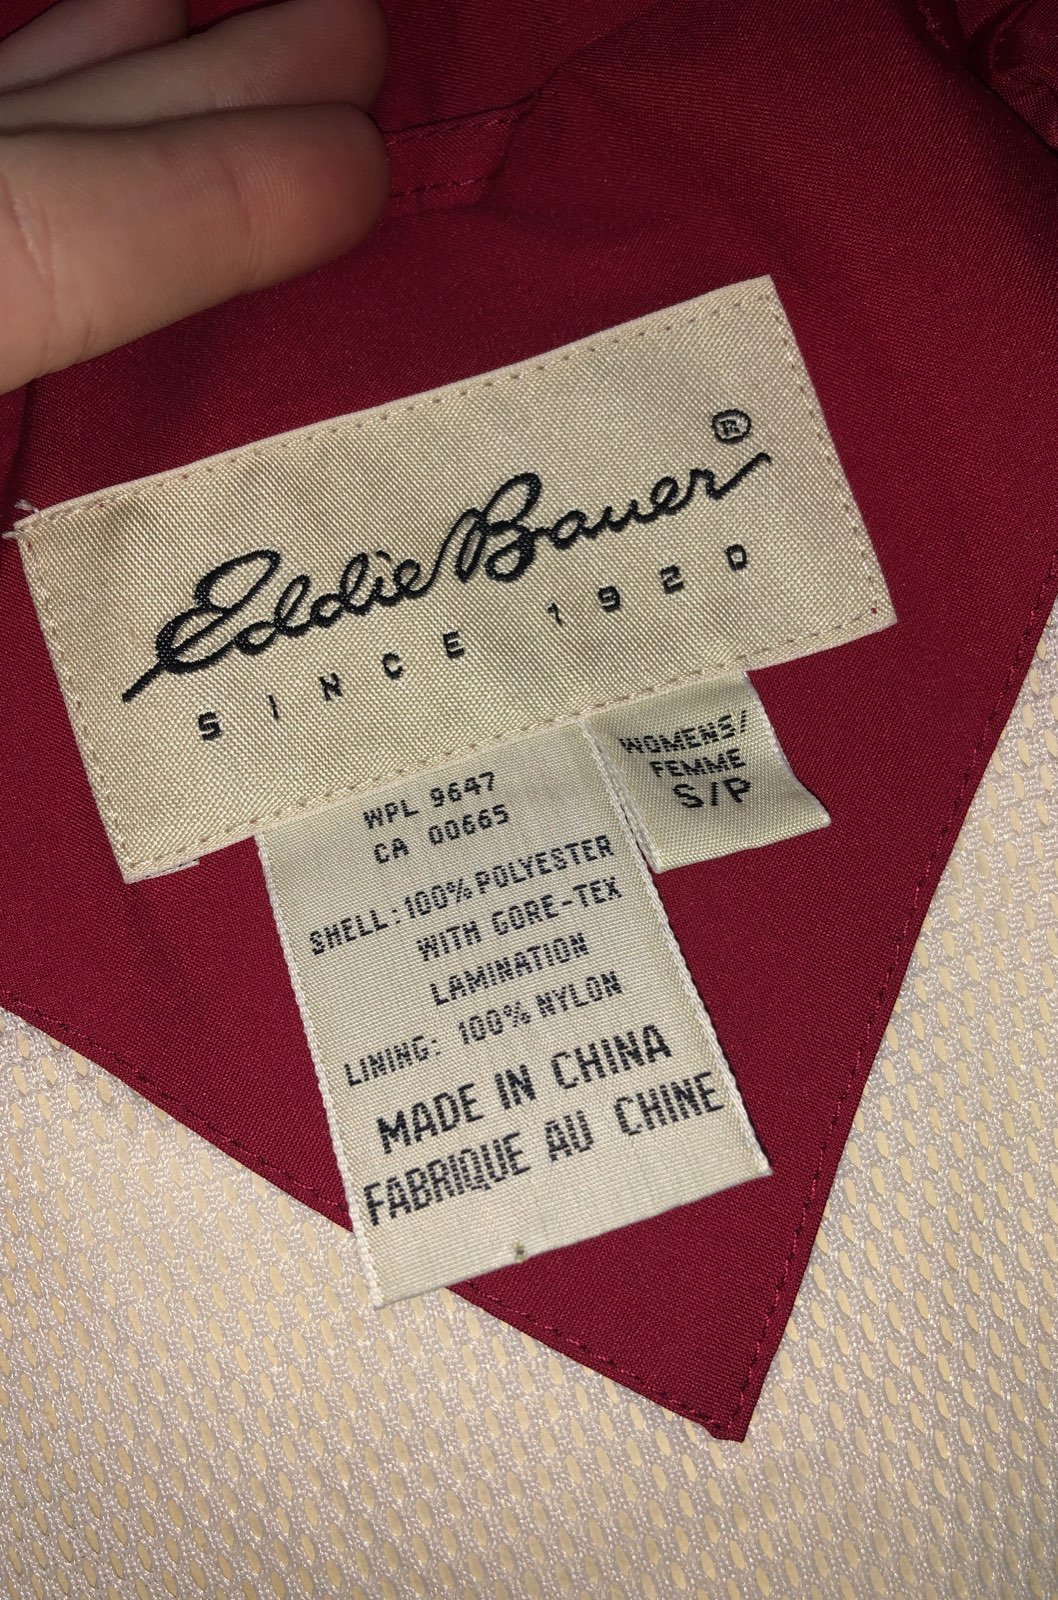 Eddie Bauer®
SINCE 1920
WOMENS/
FEMME
S/P
WPL 9647
CA 00665
SHELL: 100% POLYESTER
WITH GORE-TEX
LAMINATION
LINING: 100% NYLON
MADE IN CHINA
FABRIQUE AU CHINE